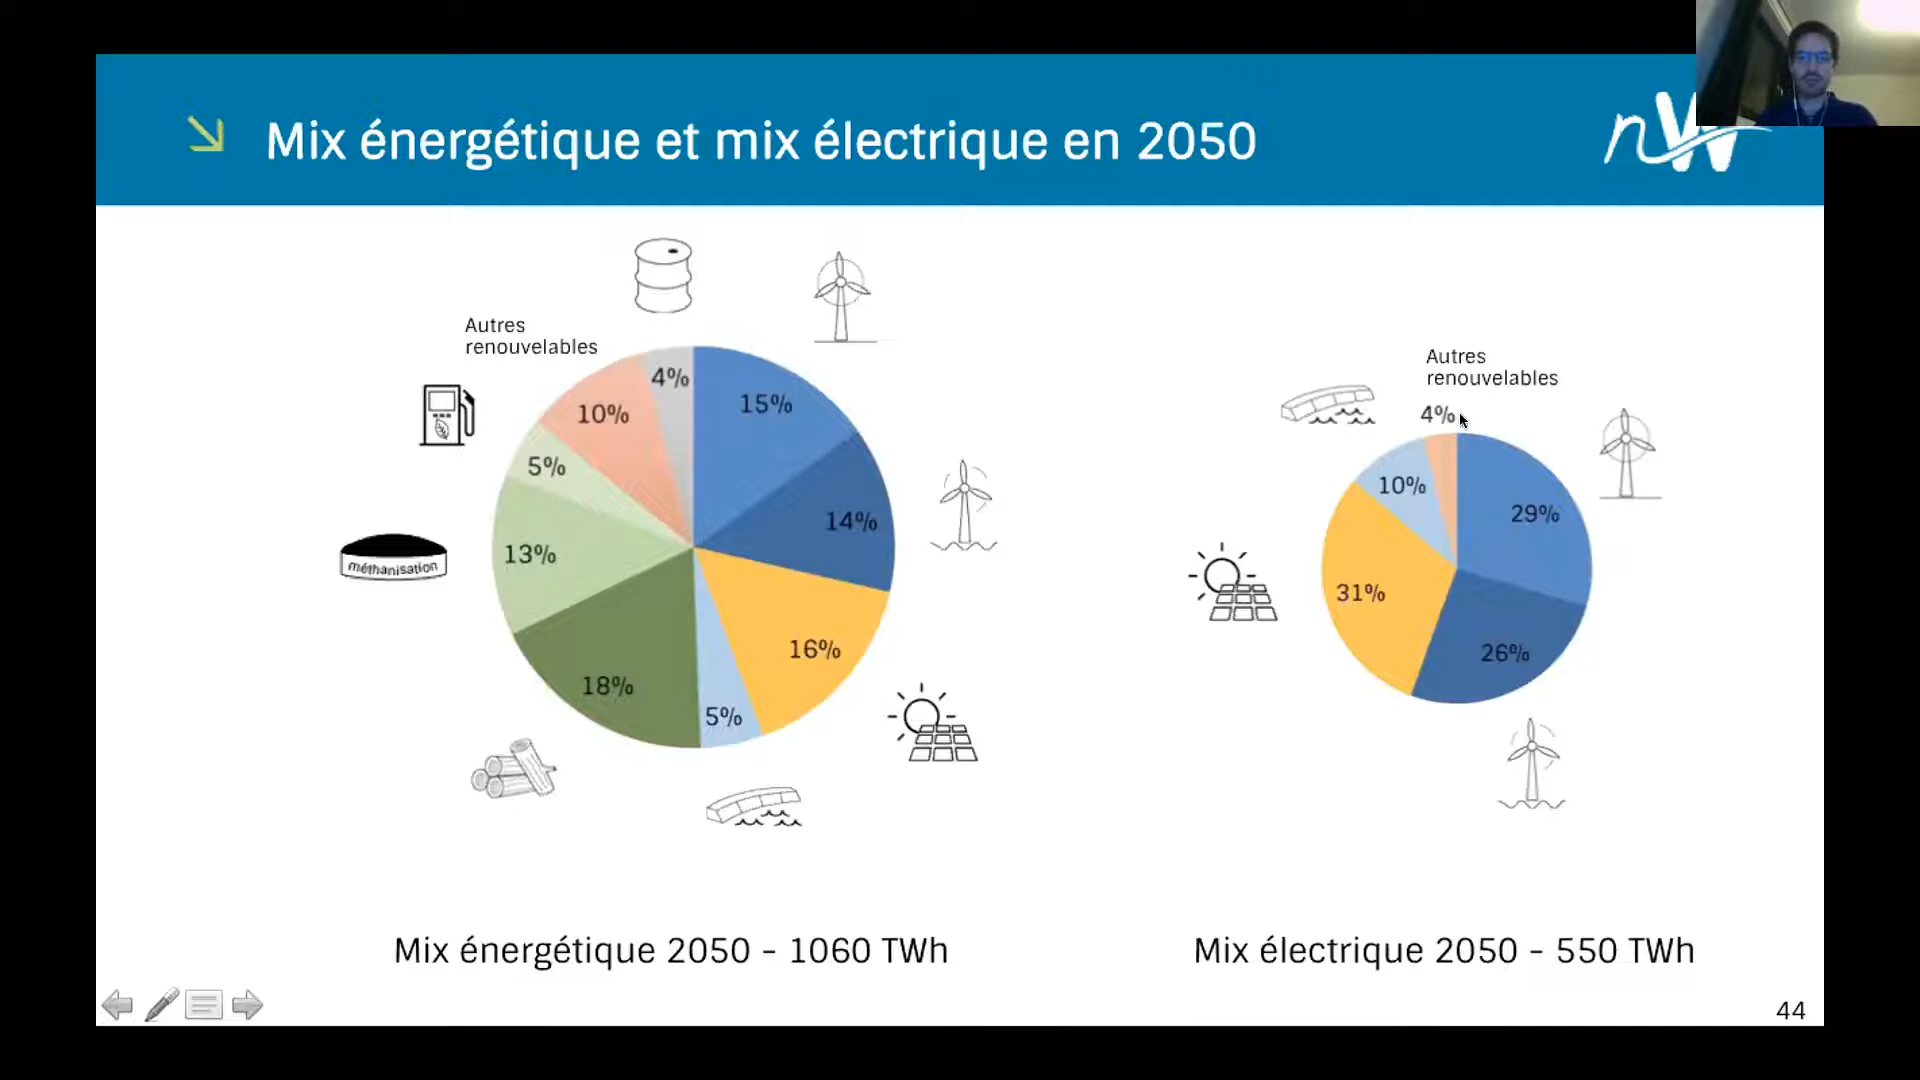 Mix énergétique et mix électrique en 2050
nW
Autres
renouvelables
4%
15%
10%
5%
14%
13%
méthanisation
16%
18%
5%
Autres
renouvelables
4%
10%
29%
31%
26%
Mix énergétique 2050 - 1060 TWh
Mix électrique 2050 - 550 TWh
44